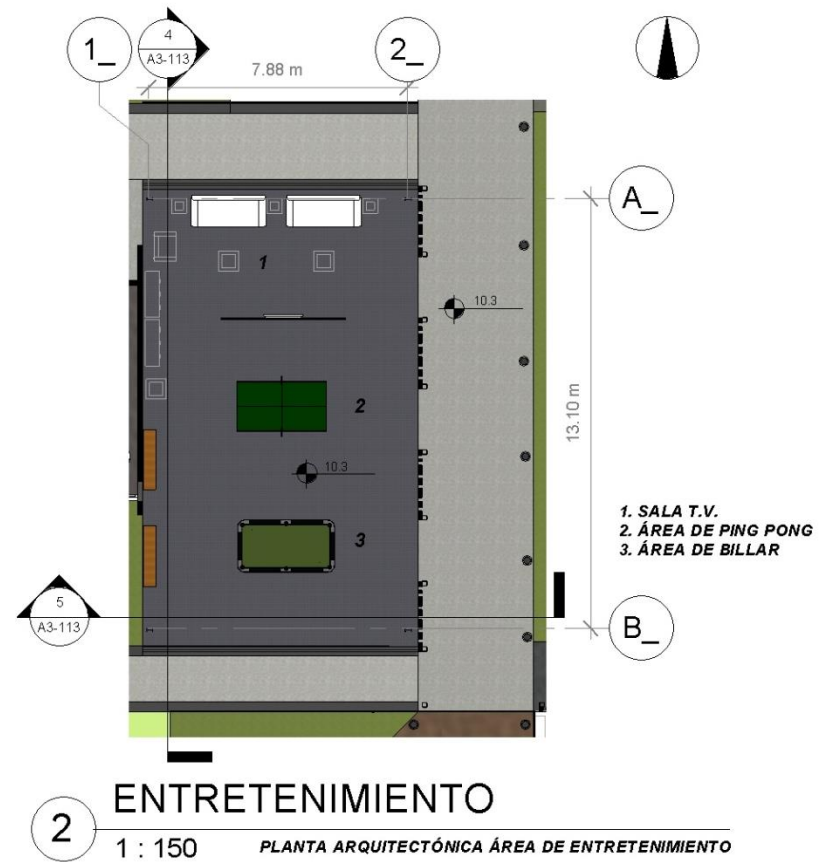 4
A3-113
1_
2_
7.88 m
A_
1
10.3
2
13.10 m
10.3
1. SALA T.V.
2. ÁREA DE PING PONG
3. ÁREA DE BILLAR
3
5
A3-113
B_
ENTRETENIMIENTO
2
1 : 150
PLANTA ARQUITECTÓNICA ÁREA DE ENTRETENIMIENTO